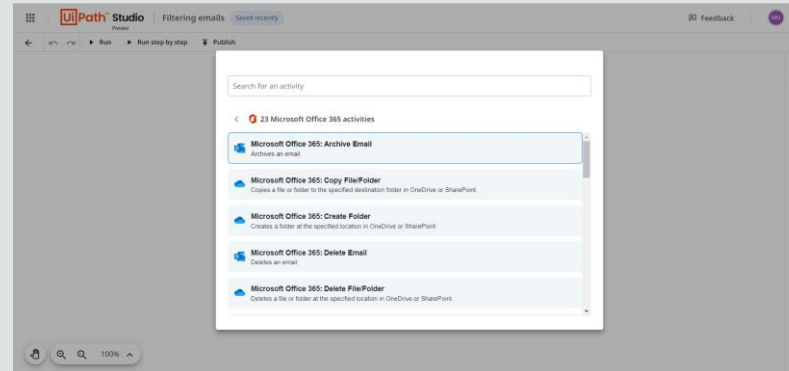 UiPath Studio
Preview
Filtering emails
Saved recently
Feedback
MN
Run
Run step by step
Publish
Search for an activity
23 Microsoft Office 365 activities
Microsoft Office 365: Archive Email
Archives an email.
Microsoft Office 365: Copy File/Folder
Copies a file or folder to the specified destination folder in OneDrive or SharePoint.
Microsoft Office 365: Create Folder
Creates a folder at the specified location in OneDrive or SharePoint
Microsoft Office 365: Delete Email
Deletes an email.
Microsoft Office 365: Delete File/Folder
Deletes a file or folder at the specified location in OneDrive or SharePoint.
100%